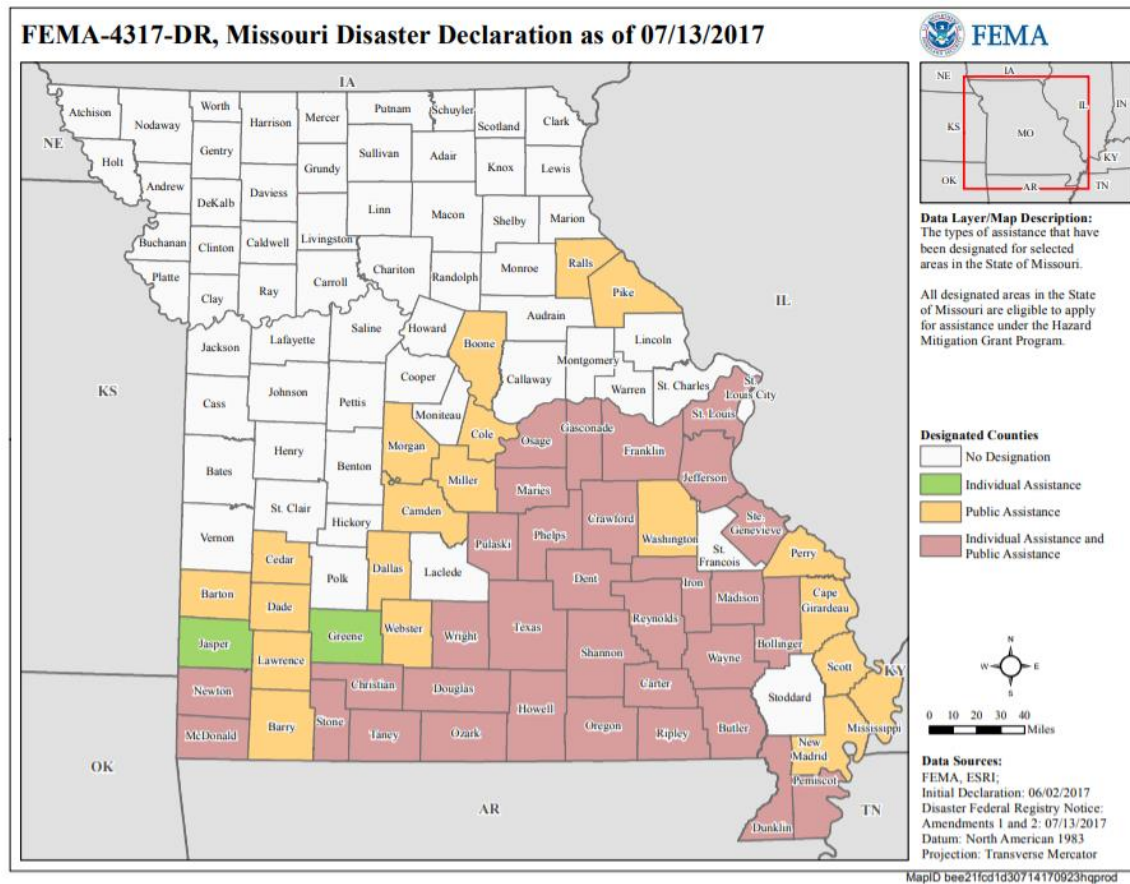 FEMA-4317-DR, Missouri Disaster Declaration as of 07/13/2017
FEMA
IA
NE
KS
OK
AR
IL
KY
TN
Atchison
Nodaway
Worth
Harrison
Mercer
Putnam
Schuyler
Scotland
Clark
Holt
Gentry
Andrew
DeKalb
Daviess
Grundy
Sullivan
Adair
Knox
Lewis
Linn
Macon
Shelby
Marion
Buchanan
Clinton
Caldwell
Livingston
Platte
Clay
Ray
Carroll
Chariton
Randolph
Monroe
Ralls
Pike
Audrain
Jackson
Lafayette
Saline
Howard
Boone
Callaway
Montgomery
Lincoln
Cooper
Warren
St. Charles
St.
Louis City
St. Louis
Cass
Johnson
Pettis
Moniteau
Cole
Osage
Gasconade
Franklin
Jefferson
Morgan
Bates
Henry
Benton
Miller
Maries
St. Clair
Camden
Crawford
Washington
Ste.
Genevieve
Vernon
Hickory
Pulaski
Phelps
St.
Francois
Perry
Cedar
Polk
Dallas
Laclede
Dent
Iron
Madison
Cape
Girardeau
Barton
Dade
Jasper
Greene
Webster
Wright
Texas
Reynolds
Bollinger
Lawrence
Shannon
Wayne
Scott
Newton
Christian
Douglas
Carter
Stoddard
McDonald
Barry
Stone
Taney
Ozark
Howell
Oregon
Ripley
Butler
New
Madrid
Mississippi
Pemiscot
Dunklin
NE
IA
IL
IN
KS
MO
KY
OK
AR
TN
Data Layer/Map Description:
The types of assistance that have
been designated for selected
areas in the State of Missouri.
All designated areas in the State
of Missouri are eligible to apply
for assistance under the Hazard
Mitigation Grant Program.
Designated Counties
No Designation
Individual Assistance
Public Assistance
Individual Assistance and
Public Assistance
N
W
E
S
0 10 20 30 40
Miles
Data Sources:
FEMA, ESRI;
Initial Declaration: 06/02/2017
Disaster Federal Registry Notice:
Amendments 1 and 2: 07/13/2017
Datum: North American 1983
Projection: Transverse Mercator
MapID bee21fcd1d30714170923hqprod